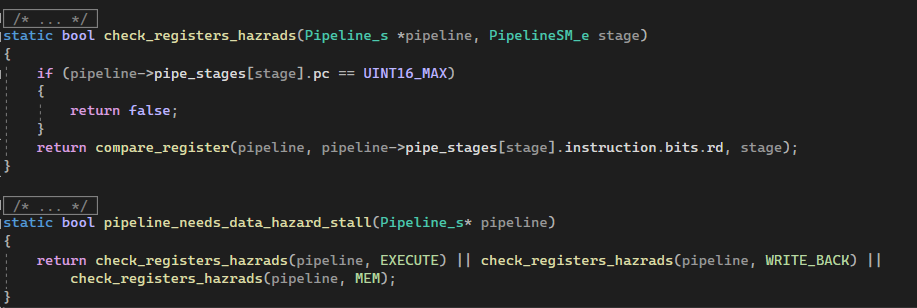 /* ... */
static bool check_registers_hazrads(Pipeline_s *pipeline, PipelineSM_e stage)
{
if (pipeline->pipe_stages[stage].pc == UINT16_MAX)
{
return false;
}
return compare_register(pipeline, pipeline->pipe_stages[stage].instruction.bits.rd, stage);
}
/* ... */
static bool pipeline_needs_data_hazard_stall(Pipeline_s* pipeline)
{
return check_registers_hazrads(pipeline, EXECUTE) || check_registers_hazrads(pipeline, WRITE_BACK) ||
check_registers_hazrads(pipeline, MEM);
}